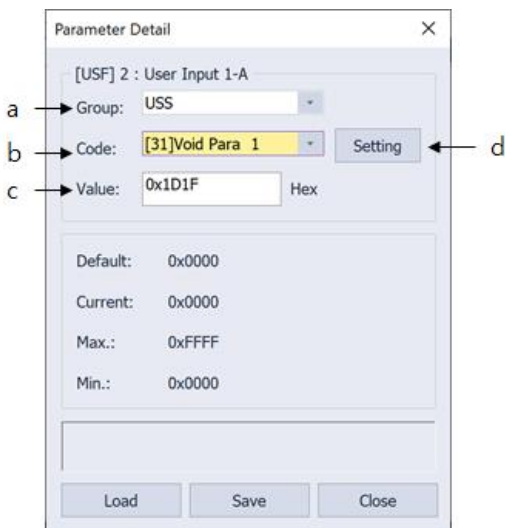 Parameter Detail
[USF] 2 : User Input 1-A
a Group: USS
b Code: [31]Void Para 1 Setting d
c Value: 0x1D1F Hex
Default: 0x0000
Current: 0x0000
Max.: 0xFFFF
Min.: 0x0000
Load Save Close